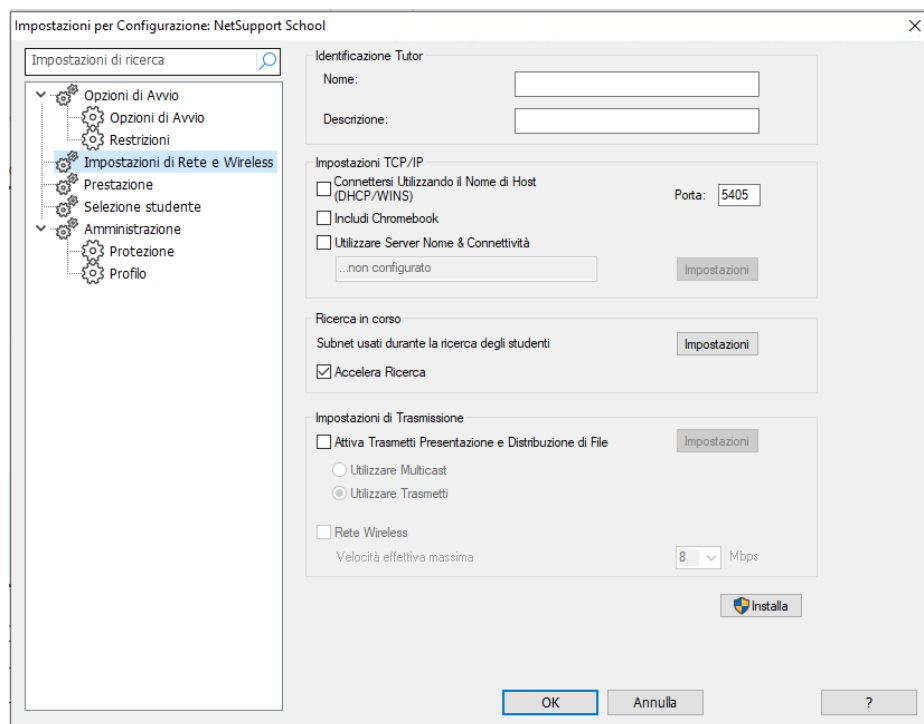 Impostazioni per Configurazione: NetSupport School
Impostazioni di ricerca
Opzioni di Avvio
Opzioni di Avvio
Restrizioni
Impostazioni di Rete e Wireless
Prestazione
Selezione studente
Amministrazione
Protezione
Profilo
Identificazione Tutor
Nome:
Descrizione:
Impostazioni TCP/IP
Connettersi Utilizzando il Nome di Host
(DHCP/WINS)
Porta: 5405
Includi Chromebook
Utilizzare Server Nome & Connettività
...non configurato
Impostazioni
Ricerca in corso
Subnet usati durante la ricerca degli studenti
Impostazioni
Accelera Ricerca
Impostazioni di Trasmissione
Attiva Trasmetti Presentazione e Distribuzione di File
Impostazioni
Utilizzare Multicast
Utilizzare Trasmetti
Rete Wireless
Velocità effettiva massima
8 Mbps
Installa
OK
Annulla
?